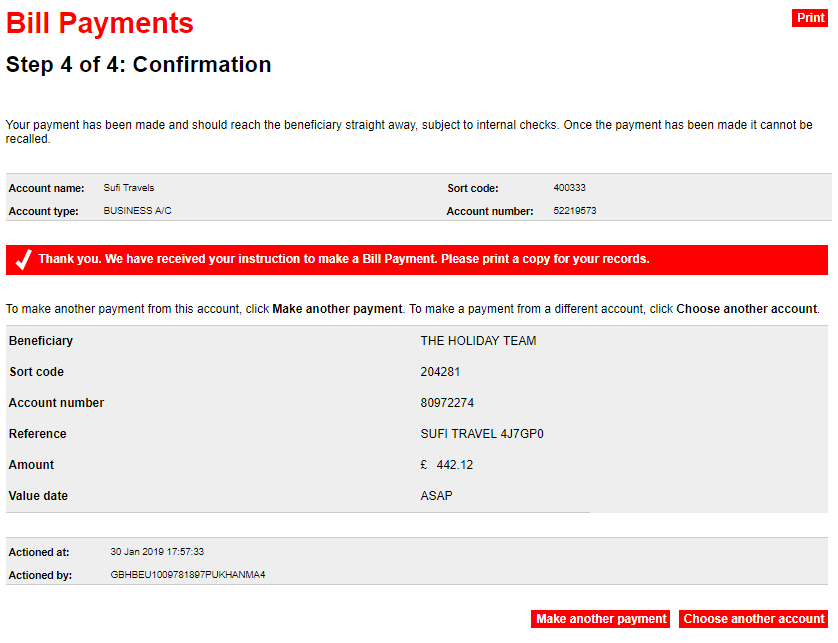 Bill Payments
Print
Step 4 of 4: Confirmation
Your payment has been made and should reach the beneficiary straight away, subject to internal checks. Once the payment has been made it cannot be
recalled.
Account name: Sufi Travels Sort code: 400333
Account type: BUSINESS A/C Account number: 52219573
Thank you. We have received your instruction to make a Bill Payment. Please print a copy for your records.
To make another payment from this account, click Make another payment. To make a payment from a different account, click Choose another account.
Beneficiary THE HOLIDAY TEAM
Sort code 204281
Account number 80972274
Reference SUFI TRAVEL 4J7GP0
Amount £ 442.12
Value date ASAP
Actioned at: 30 Jan 2019 17:57:33
Actioned by: GBHBEU1009781897PUKHANMA4
Make another payment Choose another account